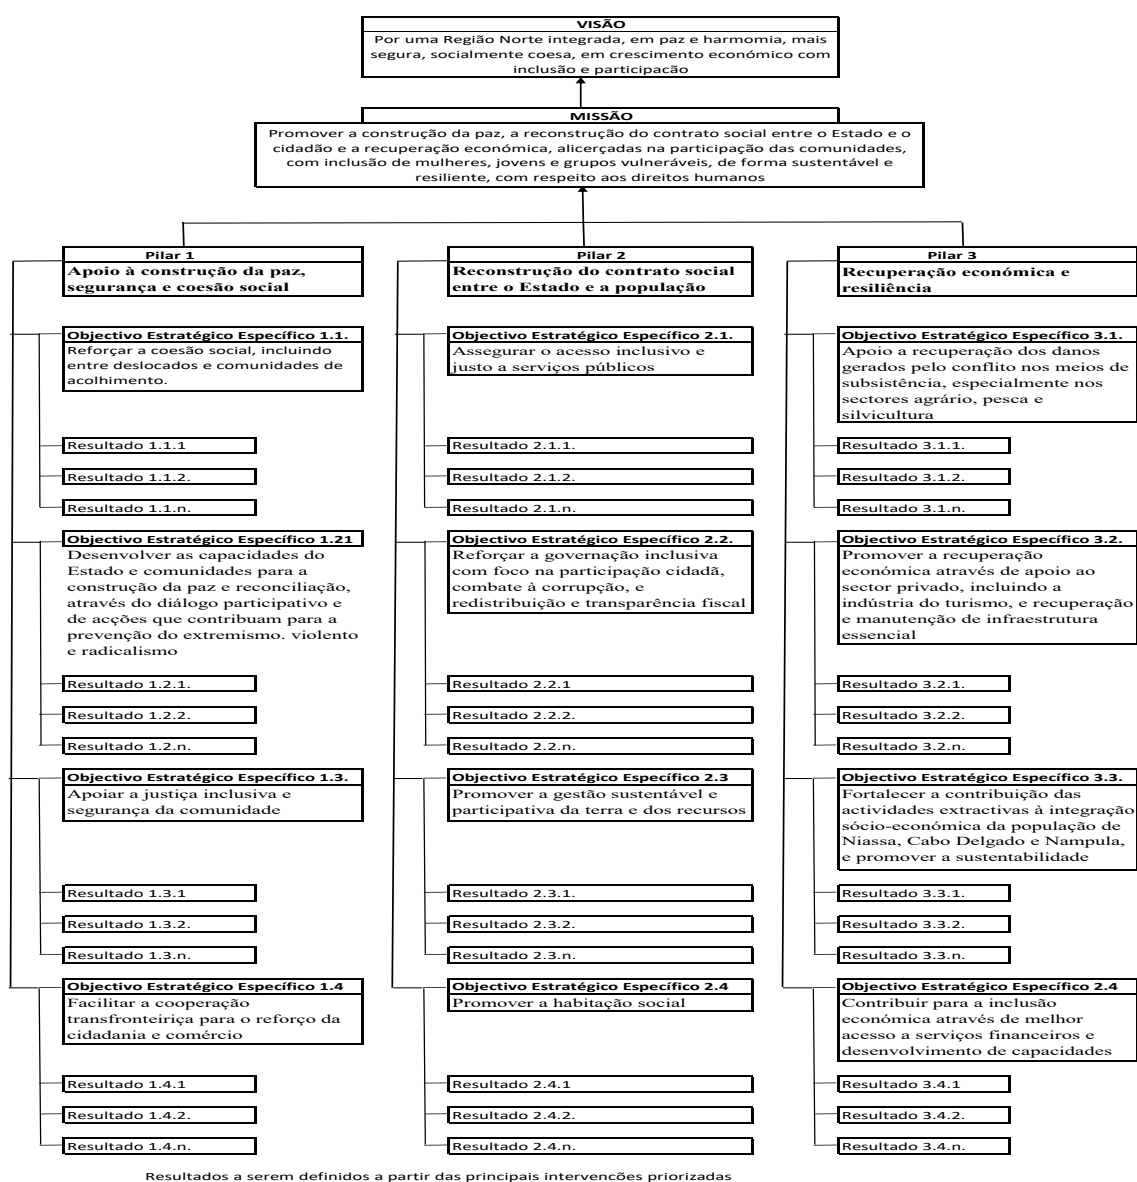 VISÃO
Por uma Região Norte integrada, em paz e harmomia, mais
segura, socialmente coesa, em crescimento económico com
inclusão e participacão
MISSÃO
Promover a construção da paz, a reconstrução do contrato social entre o Estado e o
cidadão e a recuperação económica, alicerçadas na participação das comunidades,
com inclusão de mulheres, jovens e grupos vulneráveis, de forma sustentável e
resiliente, com respeito aos direitos humanos
Pilar 1
Apoio à construção da paz,
segurança e coesão social
Objectivo Estratégico Específico 1.1.
Reforçar a coesão social, incluindo
entre deslocados e comunidades de
acolhimento.
Resultado 1.1.1
Resultado 1.1.2.
Resultado 1.1.n.
Objectivo Estratégico Específico 1.21
Desenvolver as capacidades do
Estado e comunidades para a
construção da paz e reconciliação,
através do diálogo participativo e
de acções que contribuam para a
prevenção do extremismo. violento
e radicalismo
Resultado 1.2.1.
Resultado 1.2.2.
Resultado 1.2.n.
Objectivo Estratégico Específico 1.3.
Apoiar a justiça inclusiva e
segurança da comunidade
Resultado 1.3.1
Resultado 1.3.2.
Resultado 1.3.n.
Objectivo Estratégico Específico 1.4
Facilitar a cooperação
transfronteiriça para o reforço da
cidadania e comércio
Resultado 1.4.1
Resultado 1.4.2.
Resultado 1.4.n.
Pilar 2
Reconstrução do contrato social
entre o Estado e a população
Objectivo Estratégico Específico 2.1.
Assegurar o acesso inclusivo e
justo a serviços públicos
Resultado 2.1.1.
Resultado 2.1.2.
Resultado 2.1.n.
Objectivo Estratégico Específico 2.2.
Reforçar a governação inclusiva
com foco na participação cidadã,
combate à corrupção, e
redistribuição e transparência fiscal
Resultado 2.2.1
Resultado 2.2.2.
Resultado 2.2.n.
Objectivo Estratégico Específico 2.3
Promover a gestão sustentável e
participativa da terra e dos recursos
Resultado 2.3.1.
Resultado 2.3.2.
Resultado 2.3.n.
Objectivo Estratégico Específico 2.4
Promover a habitação social
Resultado 2.4.1
Resultado 2.4.2.
Resultado 2.4.n.
Pilar 3
Recuperação económica e
resiliência
Objectivo Estratégico Específico 3.1.
Apoio a recuperação dos danos
gerados pelo conflito nos meios de
subsistência, especialmente nos
sectores agrário, pesca e
silvicultura
Resultado 3.1.1.
Resultado 3.1.2.
Resultado 3.1.n.
Objectivo Estratégico Específico 3.2.
Promover a recuperação
económica através de apoio ao
sector privado, incluindo a
indústria do turismo, e recuperação
e manutenção de infraestrutura
essencial
Resultado 3.2.1.
Resultado 3.2.2.
Resultado 3.2.n.
Objectivo Estratégico Específico 3.3.
Fortalecer a contribuição das
actividades extractivas à integração
sócio-económica da população de
Niassa, Cabo Delgado e Nampula,
e promover a sustentabilidade
Resultado 3.3.1.
Resultado 3.3.2.
Resultado 3.3.n.
Objectivo Estratégico Específico 2.4
Contribuir para a inclusão
económica através de melhor
acesso a serviços financeiros e
desenvolvimento de capacidades
Resultado 3.4.1
Resultado 3.4.2.
Resultado 3.4.n.
Resultados a serem definidos a partir das principais intervencões priorizadas